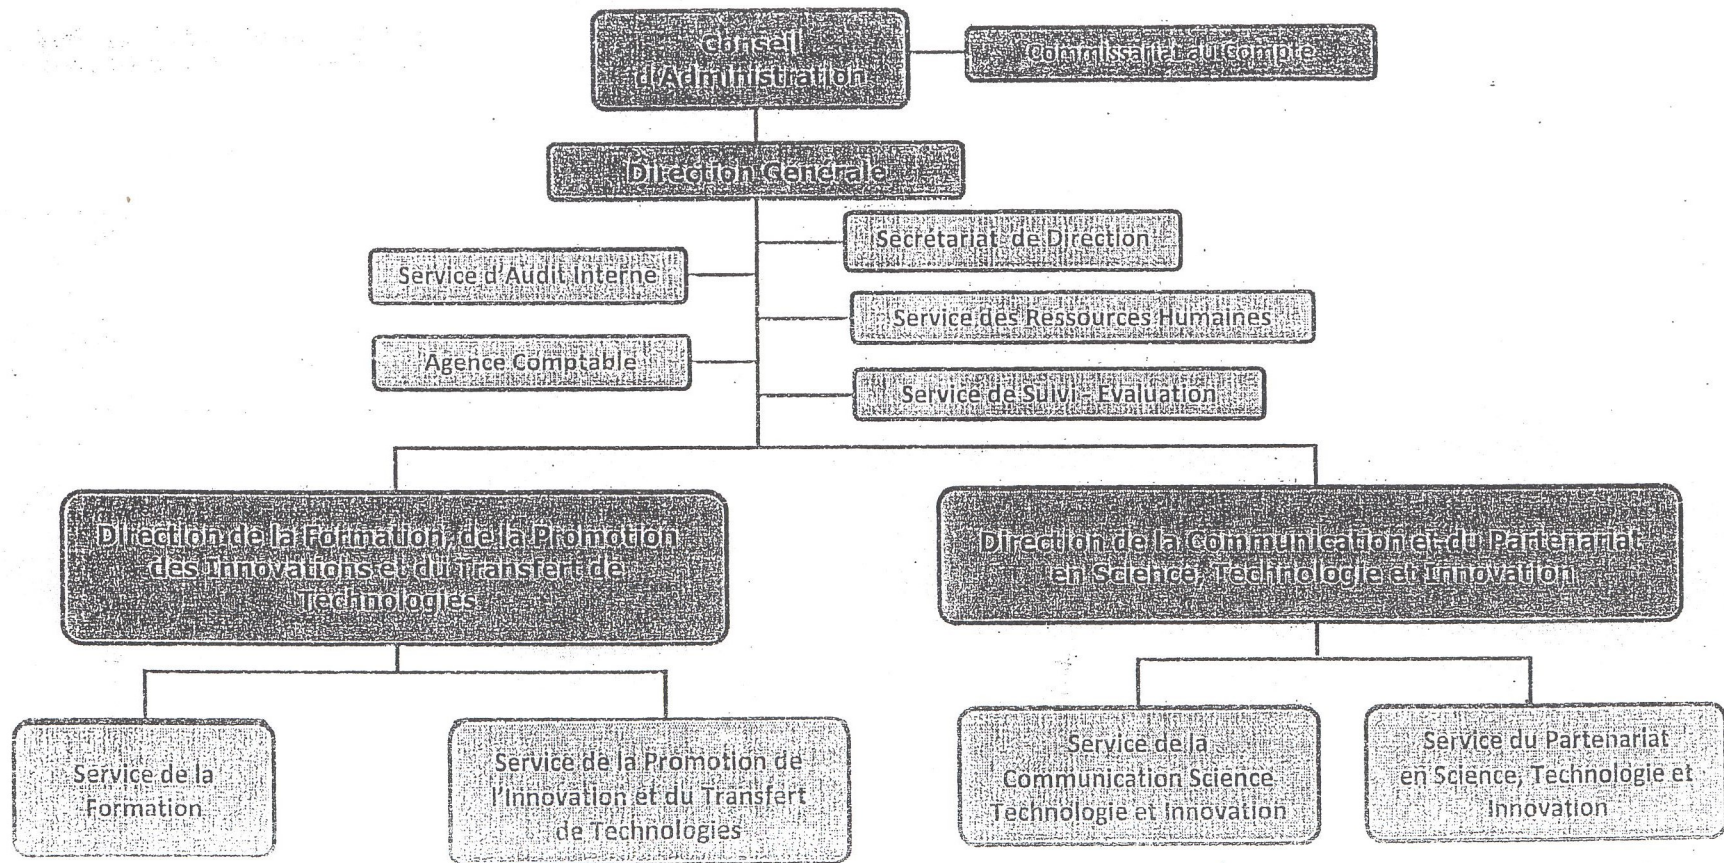 Conseil
d'Administration
Commissariat au Compte
Direction Générale
Secrétariat de Direction
Service d'Audit Interne
Service des Ressources Humaines
Agence Comptable
Service de Suivi - Evaluation
Direction de la Formation, de la Promotion
des Innovations et du Transfert de
Technologies
Direction de la Communication et du Partenariat
en Science, Technologie et Innovation
Service de la
Formation
Service de la Promotion de
l'Innovation et du Transfert
de Technologies
Service de la
Communication Science
Technologie et Innovation
Service du Partenariat
en Science, Technologie et
Innovation